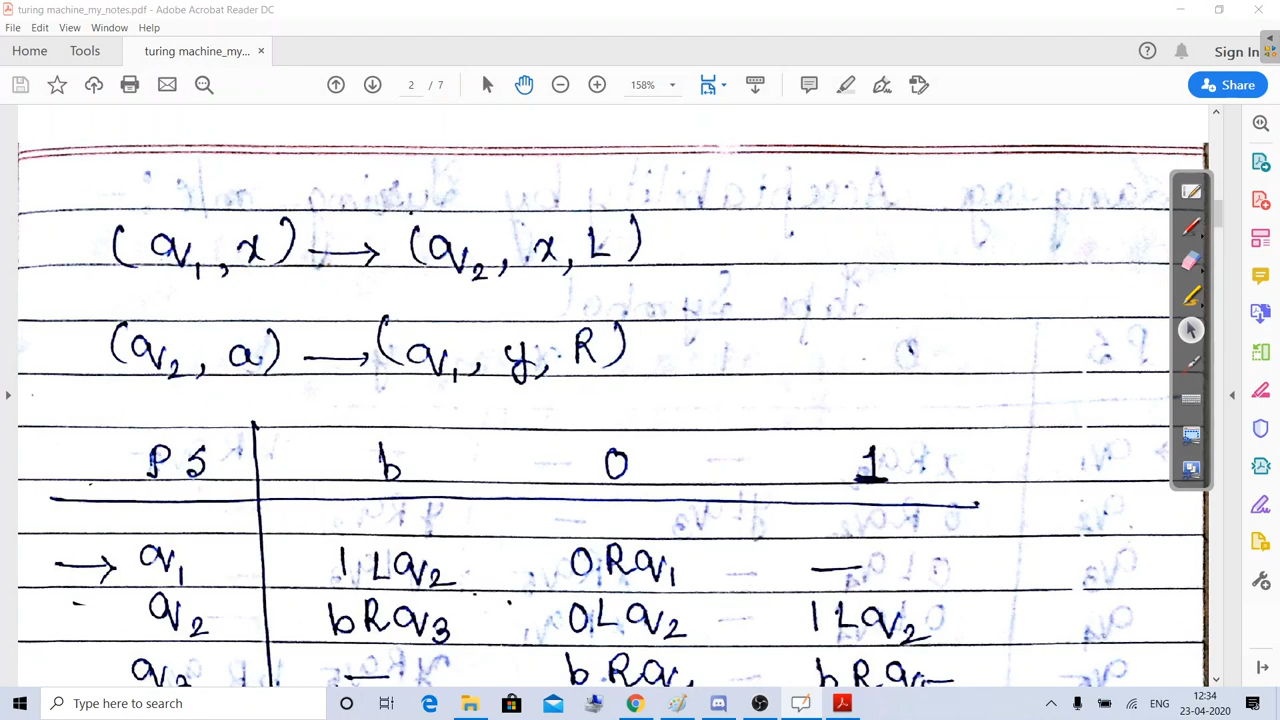 turing machine_my_notes.pdf - Adobe Acrobat Reader DC
File Edit View Window Help
Home Tools turing machine_my... × Sign In
2 / 7 158% Share
(q1, x) → (q2, x, L)
(q2, a) → (q1, y, R)
PS b 0 1
→ q1 1Lq2 0Rq1 —
q2 bRq3 0Lq2 1Lq2
Type here to search ENG 12:34
23-04-2020